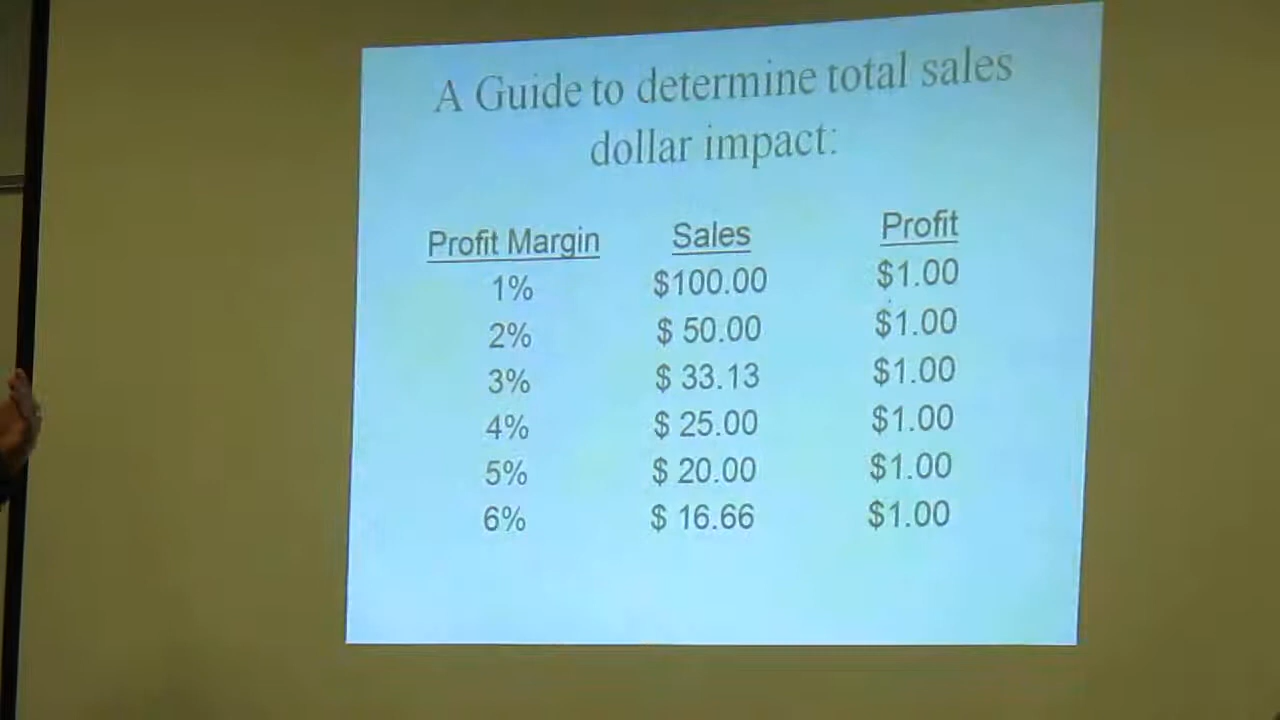 A Guide to determine total sales
dollar impact:
Profit Margin Sales Profit
1% $100.00 $1.00
2% $ 50.00 $1.00
3% $ 33.13 $1.00
4% $ 25.00 $1.00
5% $ 20.00 $1.00
6% $ 16.66 $1.00